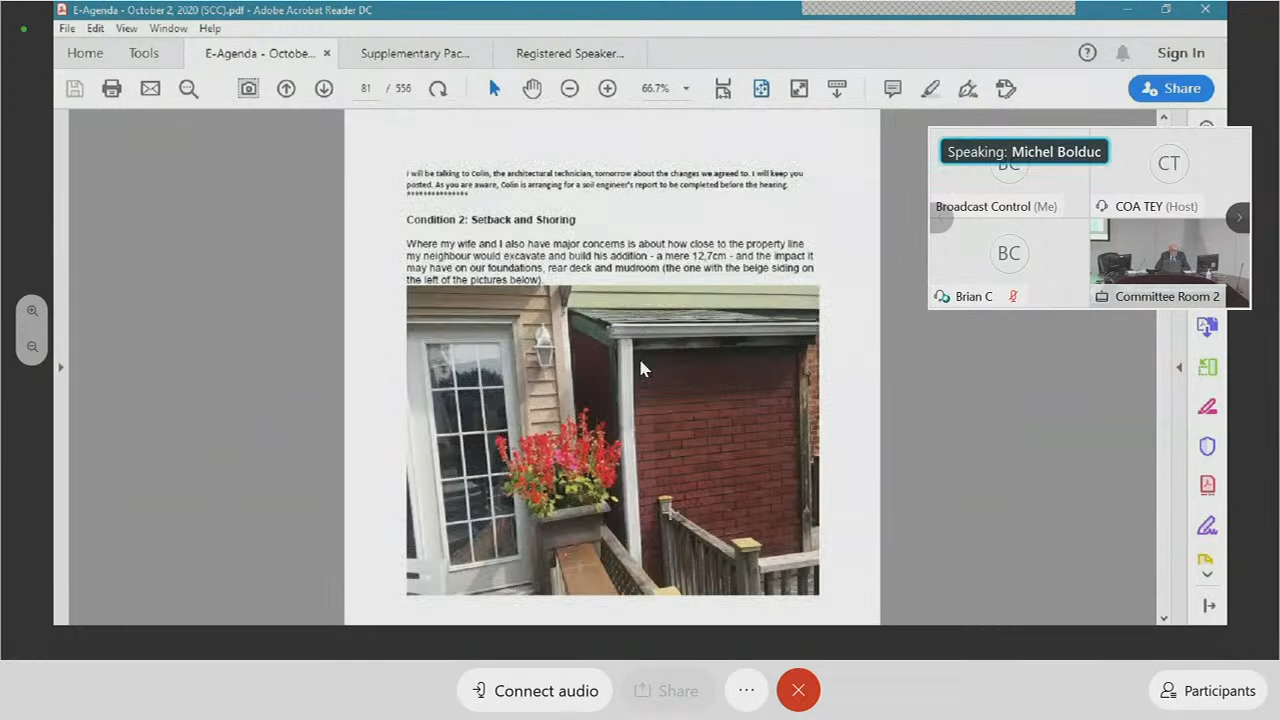 E-Agenda - October 2, 2020 (SCC).pdf - Adobe Acrobat Reader DC
File Edit View Window Help
Home Tools E-Agenda - Octobe... × Supplementary Pac... Registered Speaker... Sign In
81 / 556 66.7% Share
I will be talking to Colin, the architectural technician, tomorrow about the changes we agreed to. I will keep you
posted. As you are aware, Colin is arranging for a soil engineer's report to be completed before the hearing.
***************
Condition 2: Setback and Shoring
Where my wife and I also have major concerns is about how close to the property line
my neighbour would excavate and build his addition - a mere 12,7cm - and the impact it
may have on our foundations, rear deck and mudroom (the one with the beige siding on
the left of the pictures below).
Speaking: Michel Bolduc
BC CT
Broadcast Control (Me) COA TEY (Host)
BC
Brian C Committee Room 2
Connect audio Share ... Participants